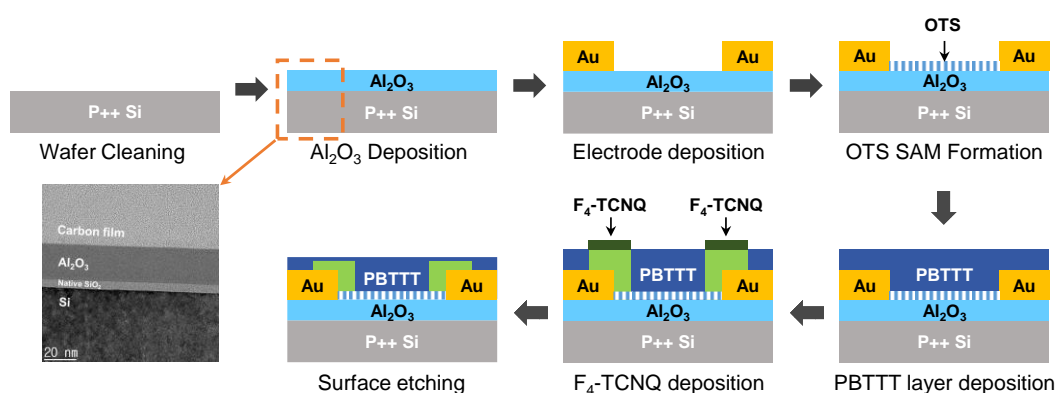 P++ Si
Wafer Cleaning
Al₂O₃
P++ Si
Al₂O₃ Deposition
Au
Au
Al₂O₃
P++ Si
Electrode deposition
OTS
Au
Au
Al₂O₃
P++ Si
OTS SAM Formation
Carbon film
Al₂O₃
Native SiO₂
Si
20 nm
PBTTT
Au
Au
Al₂O₃
P++ Si
Surface etching
F₄-TCNQ
F₄-TCNQ
PBTTT
Au
Au
Al₂O₃
P++ Si
F₄-TCNQ deposition
PBTTT
Au
Au
Al₂O₃
P++ Si
PBTTT layer deposition